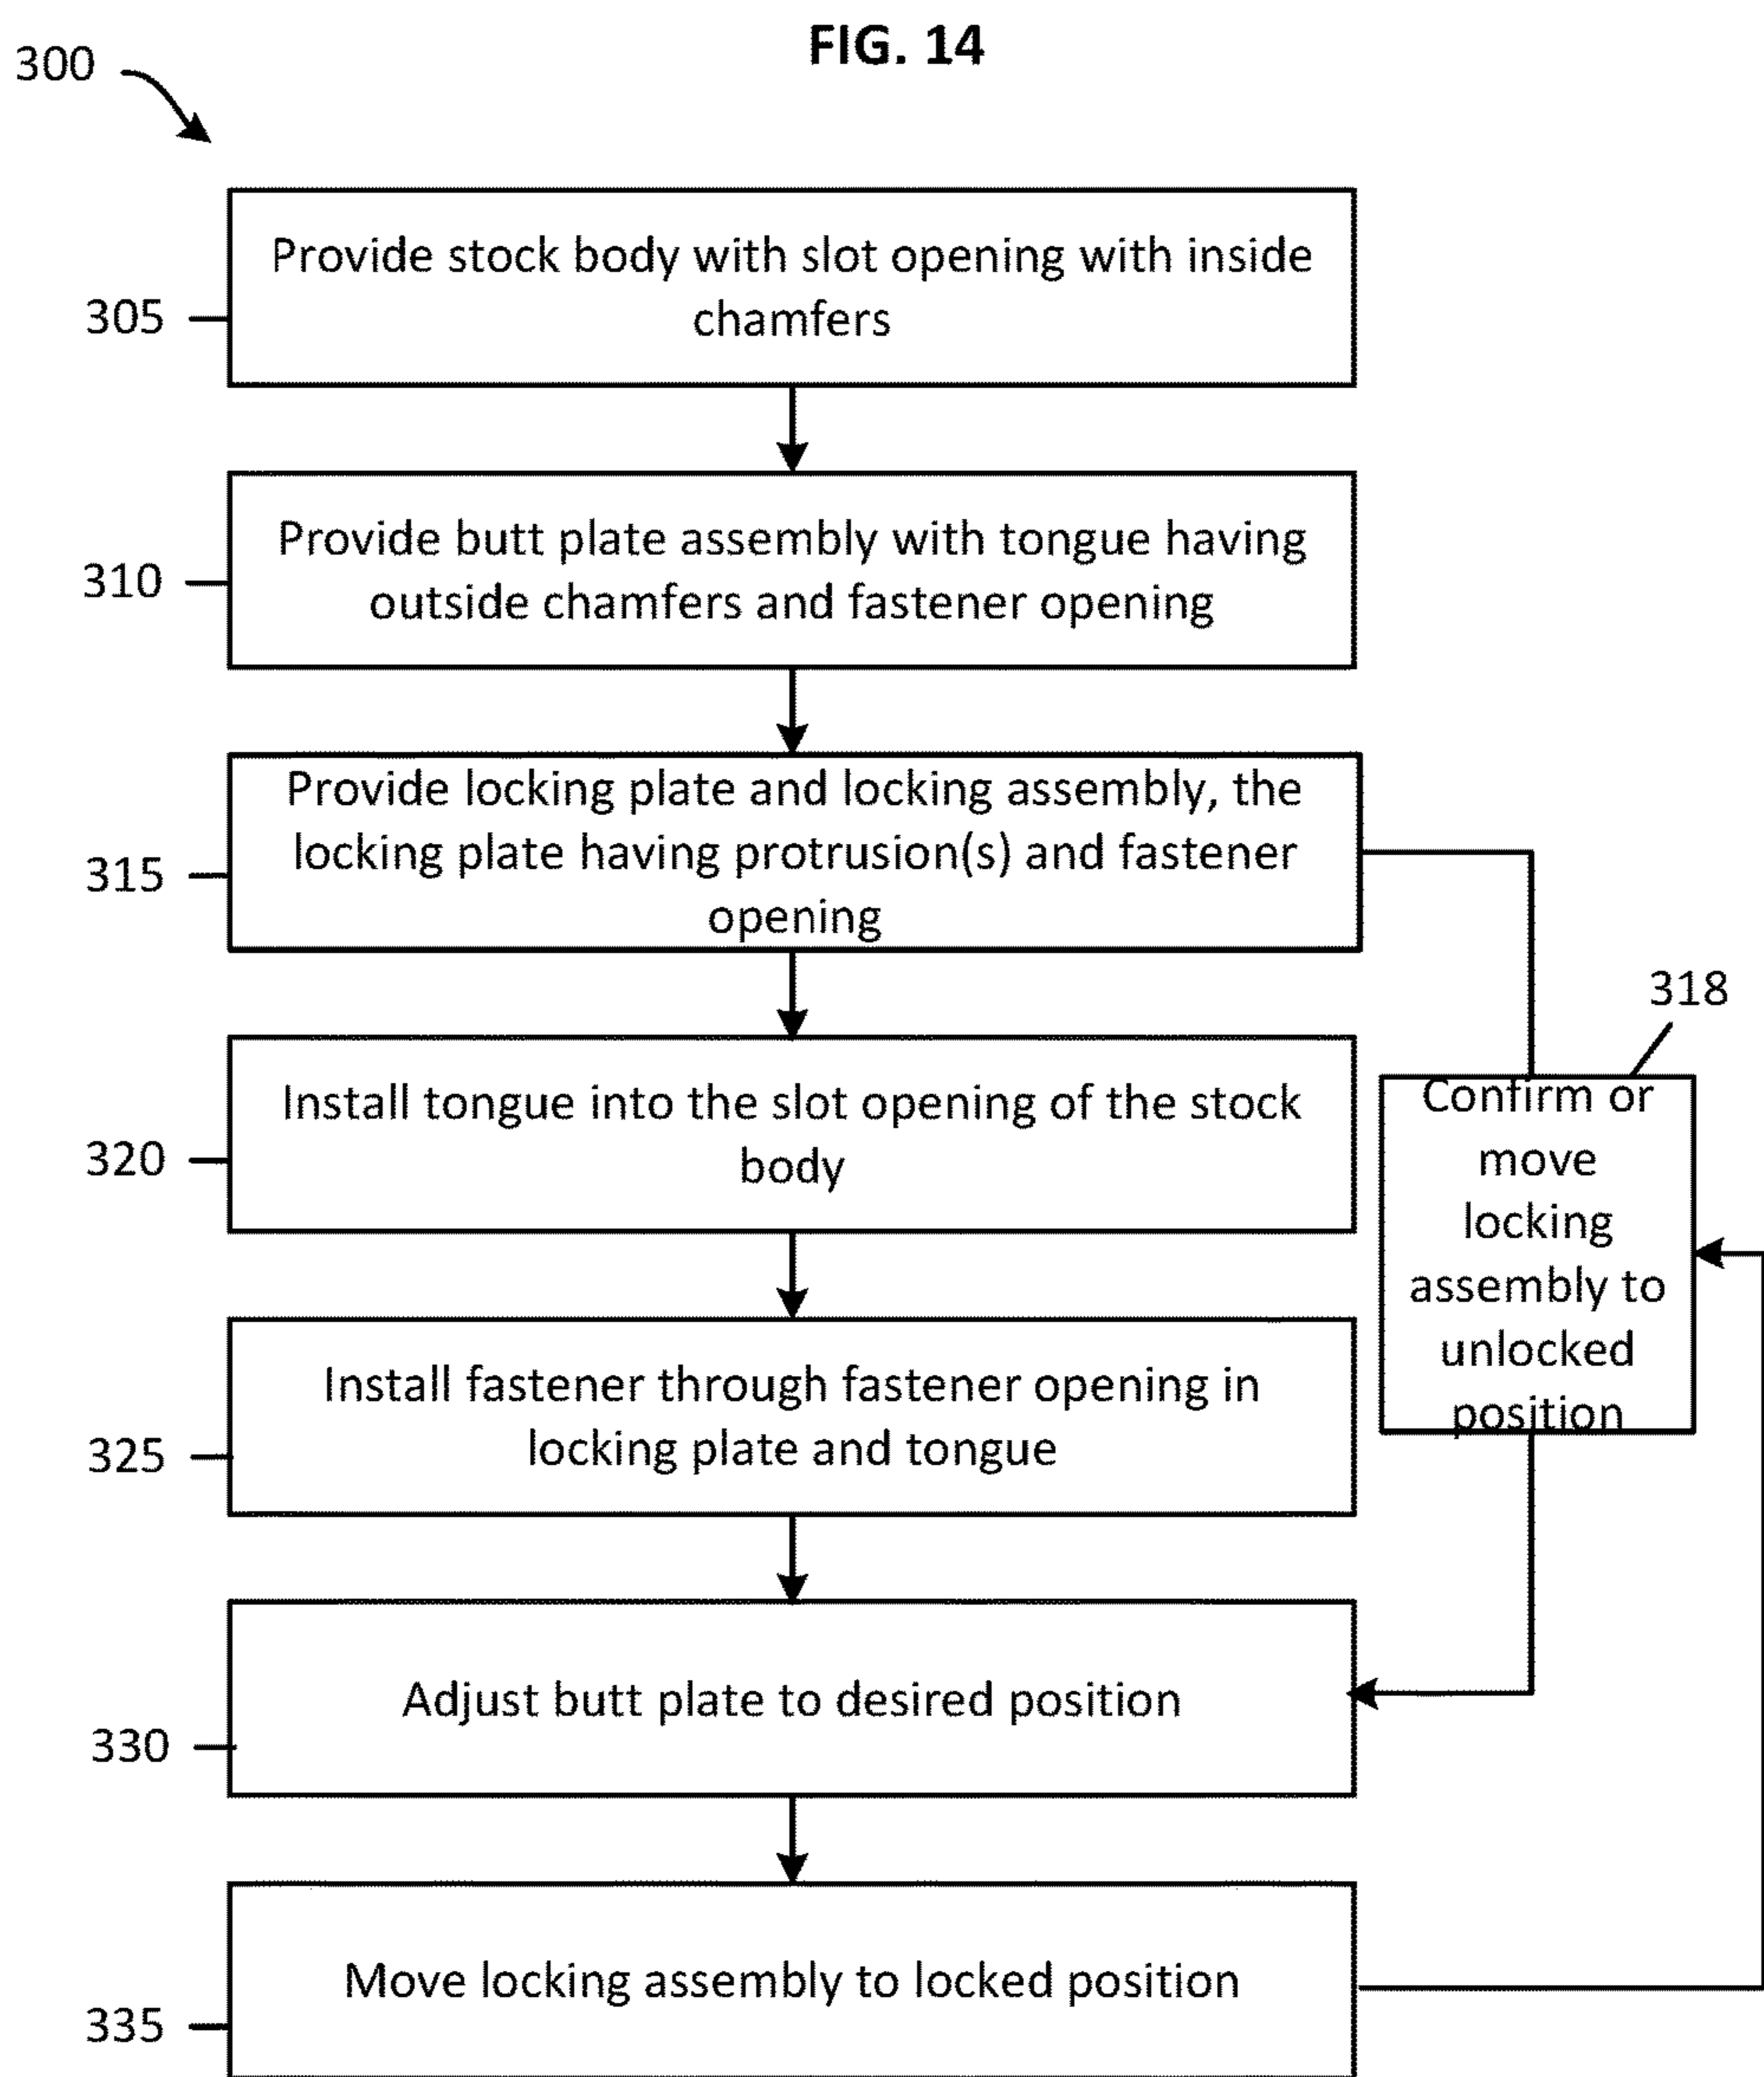 FIG. 14
300
Provide stock body with slot opening with inside
chamfers
305
Provide butt plate assembly with tongue having
outside chamfers and fastener opening
310
Provide locking plate and locking assembly, the
locking plate having protrusion(s) and fastener
opening
315
318
Confirm or
move
locking
assembly to
unlocked
position
Install tongue into the slot opening of the stock
body
320
Install fastener through fastener opening in
locking plate and tongue
325
Adjust butt plate to desired position
330
Move locking assembly to locked position
335